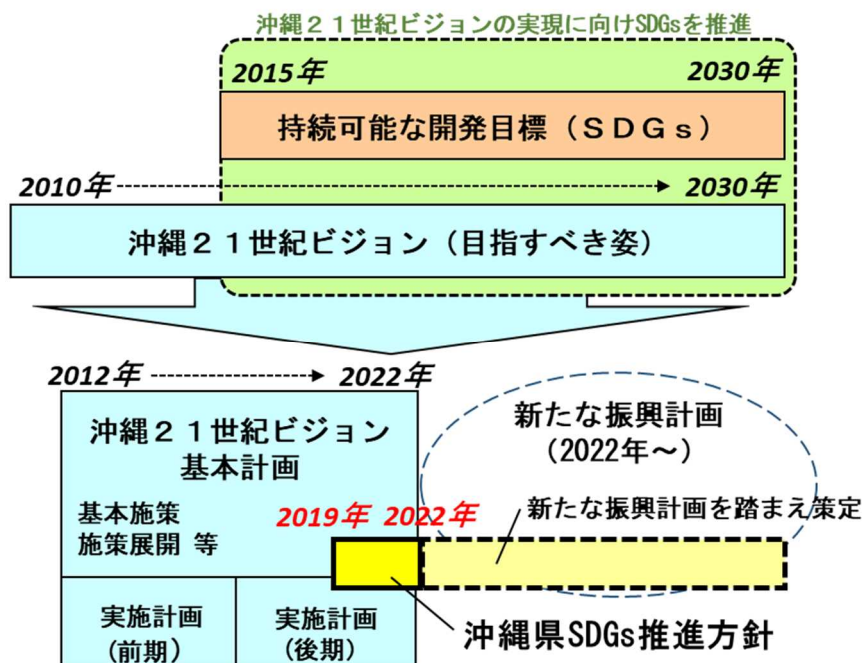 沖縄２１世紀ビジョンの実現に向けSDGsを推進
2015年
2030年
持続可能な開発目標（ＳＤＧｓ）
2010年
2030年
沖縄２１世紀ビジョン（目指すべき姿）
2012年
2022年
沖縄２１世紀ビジョン
基本計画
基本施策
施策展開 等
2019年
2022年
新たな振興計画
(2022年～)
新たな振興計画を踏まえ策定
実施計画
(前期)
実施計画
(後期)
沖縄県SDGs推進方針